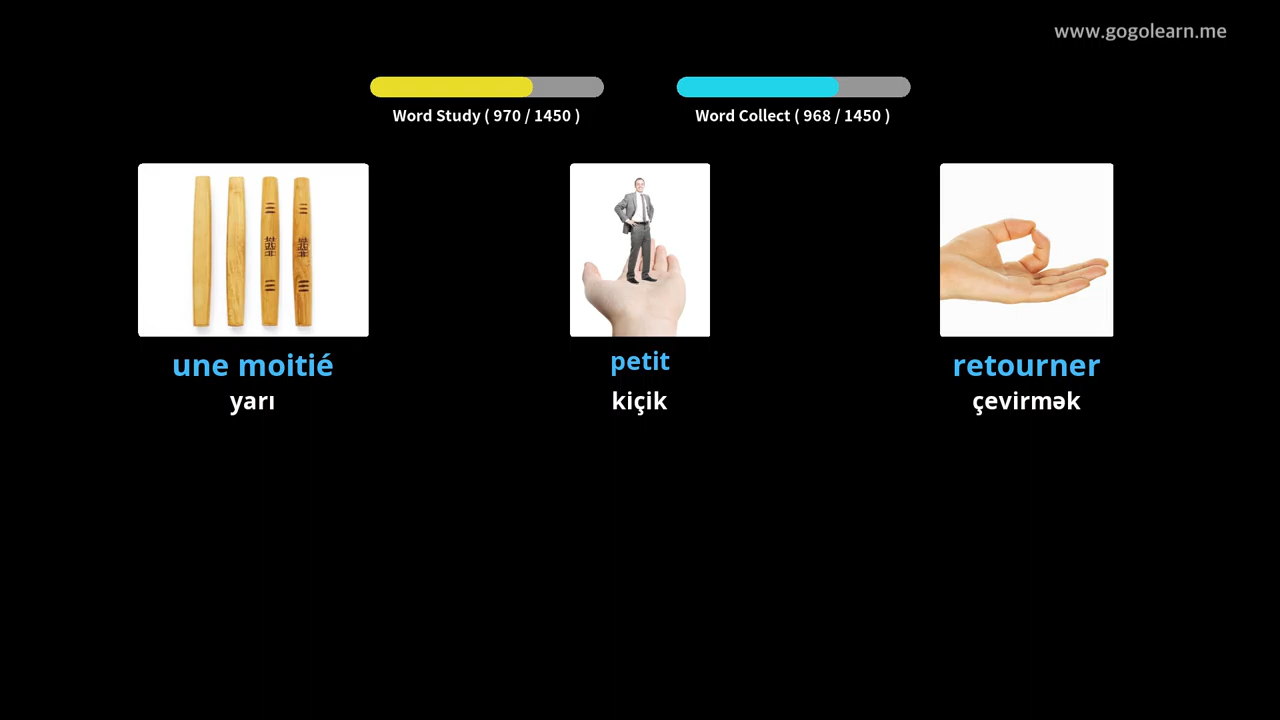 www.gogolearn.me
Word Study ( 970 / 1450 )
Word Collect ( 968 / 1450 )
une moitié
petit
retourner
yarı
kiçik
çevirmək